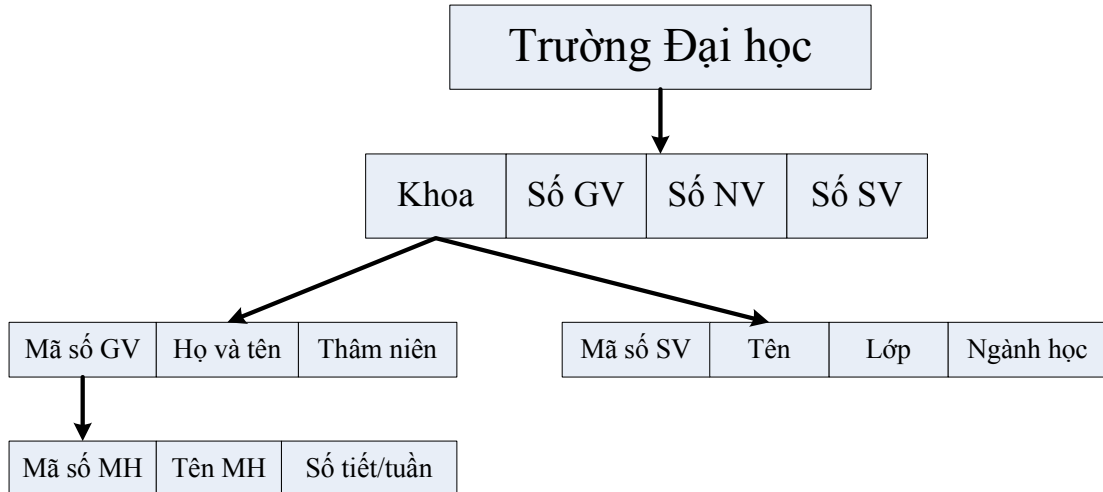 Trường Đại học
Khoa Số GV Số NV Số SV
Mã số GV Họ và tên Thâm niên Mã số SV Tên Lớp Ngành học
Mã số MH Tên MH Số tiết/tuần